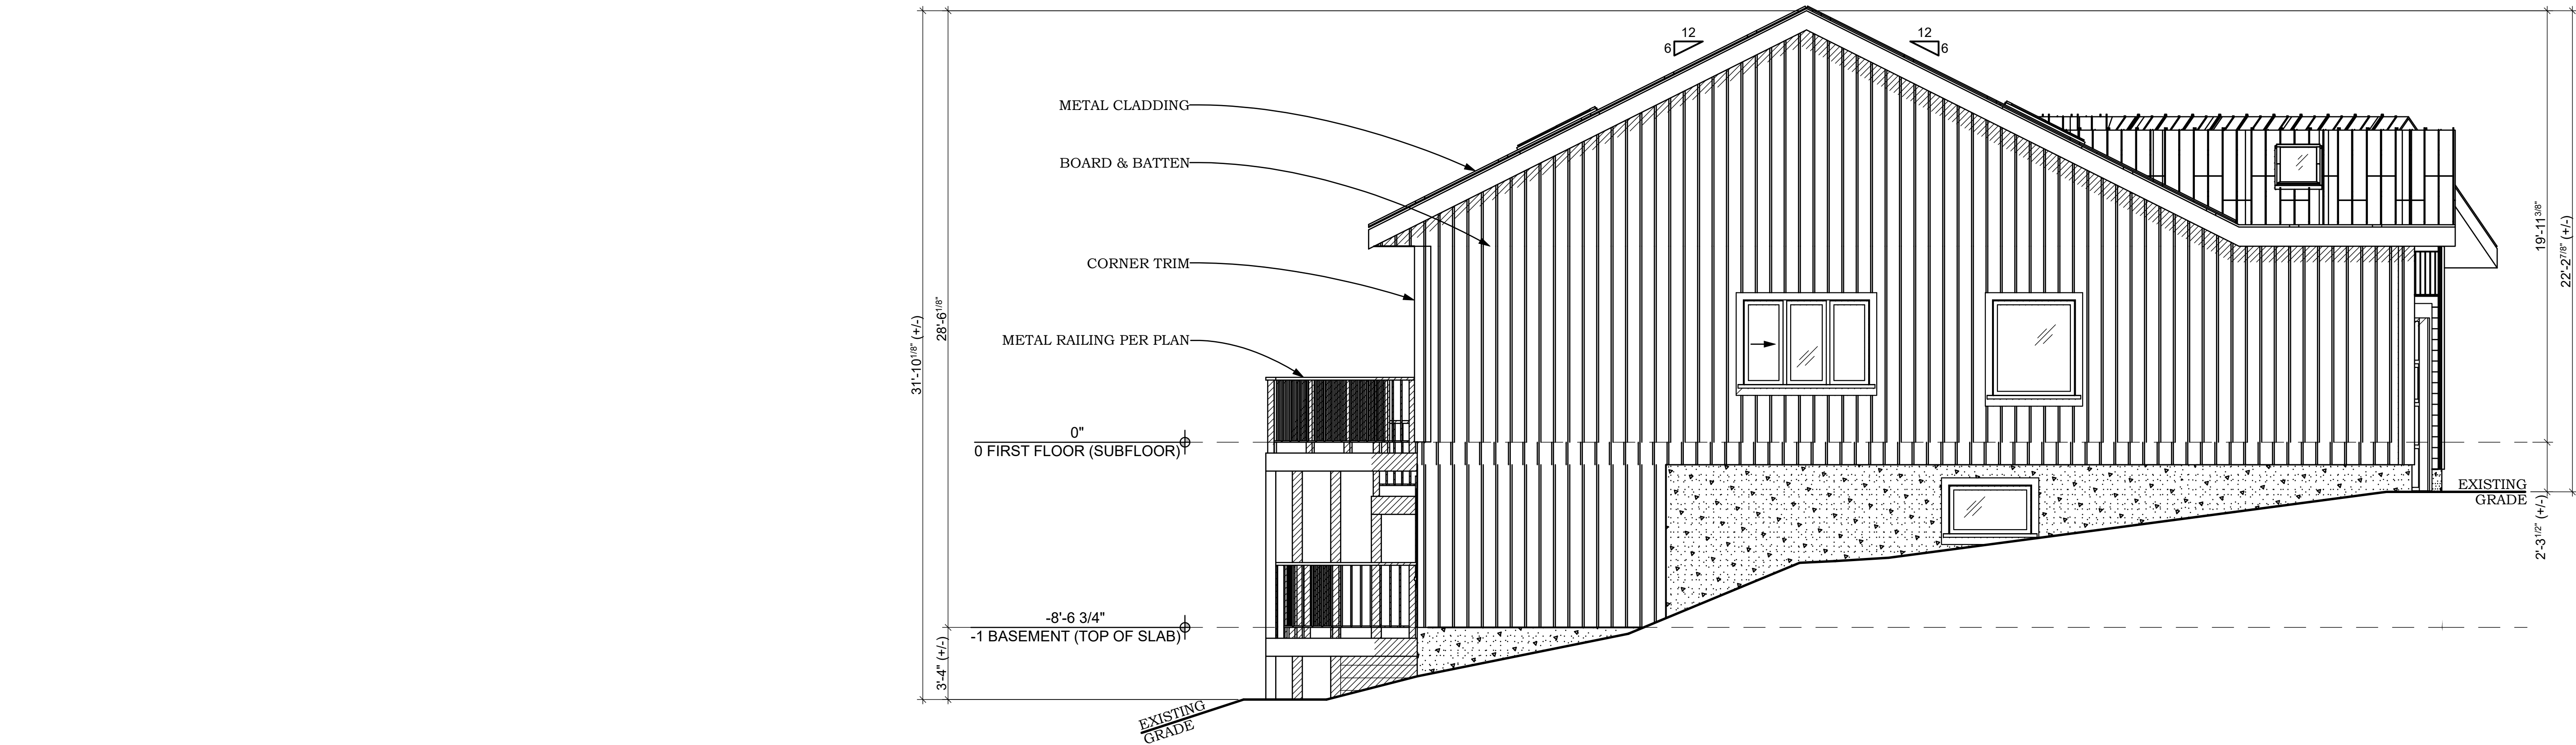 12
6
12
6
METAL CLADDING
BOARD & BATTEN
CORNER TRIM
METAL RAILING PER PLAN
0"
0 FIRST FLOOR (SUBFLOOR)
-8'-6 3/4"
-1 BASEMENT (TOP OF SLAB)
31'-10 1/8" (+/-)
28'-6 1/8"
3'-4" (+/-)
EXISTING
GRADE
19'-11 3/8"
22'-2 7/8" (+/-)
EXISTING
GRADE
2'-3 1/2" (+/-)